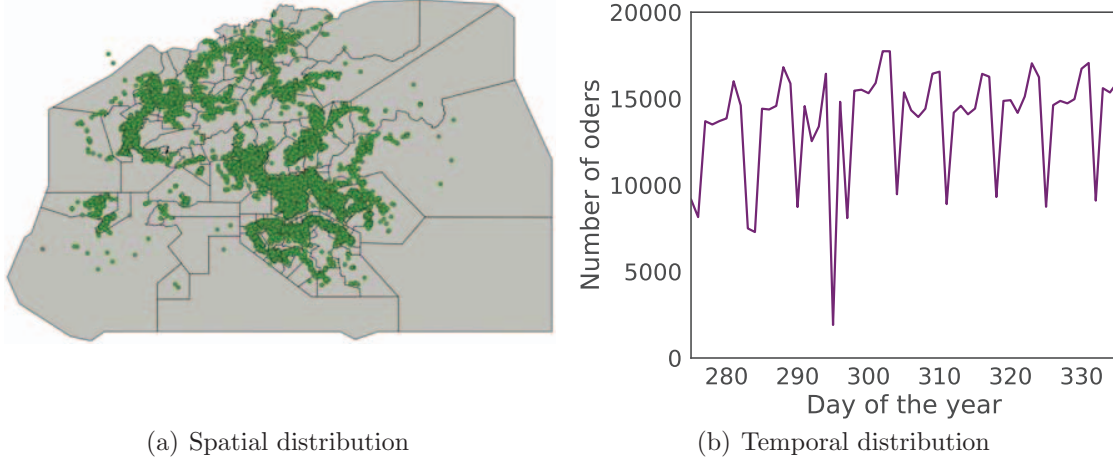 20000
15000
10000
5000
0
Number of oders
280 290 300 310 320 330
Day of the year
(a) Spatial distribution
(b) Temporal distribution